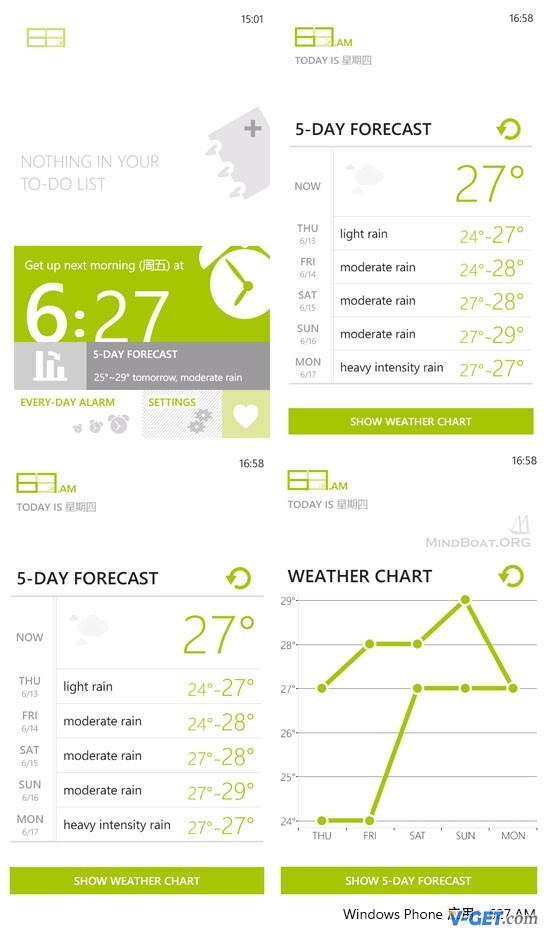 15:01
NOTHING IN YOUR
TO-DO LIST
Get up next morning (周五) at
6:27
5-DAY FORECAST
25°~29° tomorrow, moderate rain
EVERY-DAY ALARM
SETTINGS
16:58
627.AM
TODAY IS 星期四
5-DAY FORECAST
NOW
27°
THU
6/13
light rain
24°~27°
FRI
6/14
moderate rain
24°~28°
SAT
6/15
moderate rain
27°~28°
SUN
6/16
moderate rain
27°~29°
MON
6/17
heavy intensity rain
27°~27°
SHOW WEATHER CHART
16:58
627.AM
TODAY IS 星期四
5-DAY FORECAST
NOW
27°
THU
6/13
light rain
24°~27°
FRI
6/14
moderate rain
24°~28°
SAT
6/15
moderate rain
27°~28°
SUN
6/16
moderate rain
27°~29°
MON
6/17
heavy intensity rain
27°~27°
SHOW WEATHER CHART
16:58
627.AM
TODAY IS 星期四
MINDBOAT.ORG
WEATHER CHART
29°
28°
27°
26°
25°
24°
THU FRI SAT SUN MON
SHOW 5-DAY FORECAST
Windows Phone 应用 627 AM
V-GET.com